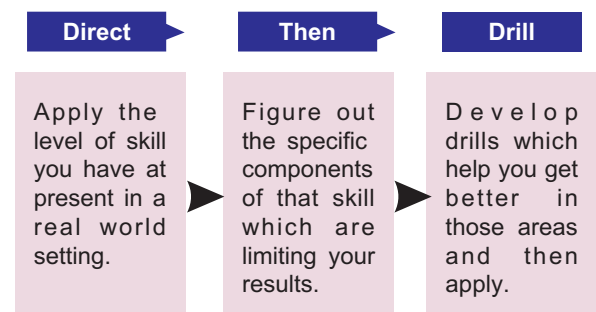 Direct
Then
Drill
Apply the
level of skill
you have at
present in a
real world
setting.
Figure out
the specific
components
of that skill
which are
limiting your
results.
Develop
drills which
help you get
better in
those areas
and then
apply.